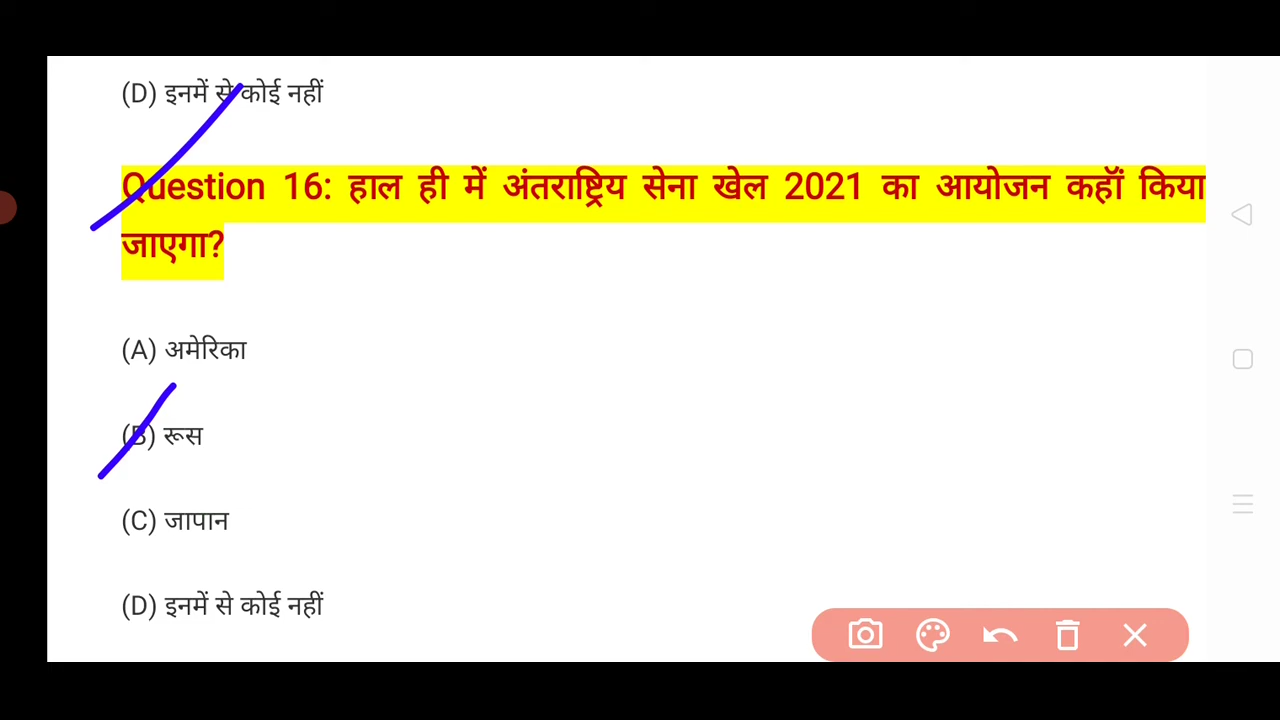 (D) इनमें से कोई नहीं
Question 16: हाल ही में अंतराष्ट्रिय सेना खेल 2021 का आयोजन कहॉं किया
जाएगा?
(A) अमेरिका
(B) रूस
(C) जापान
(D) इनमें से कोई नहीं